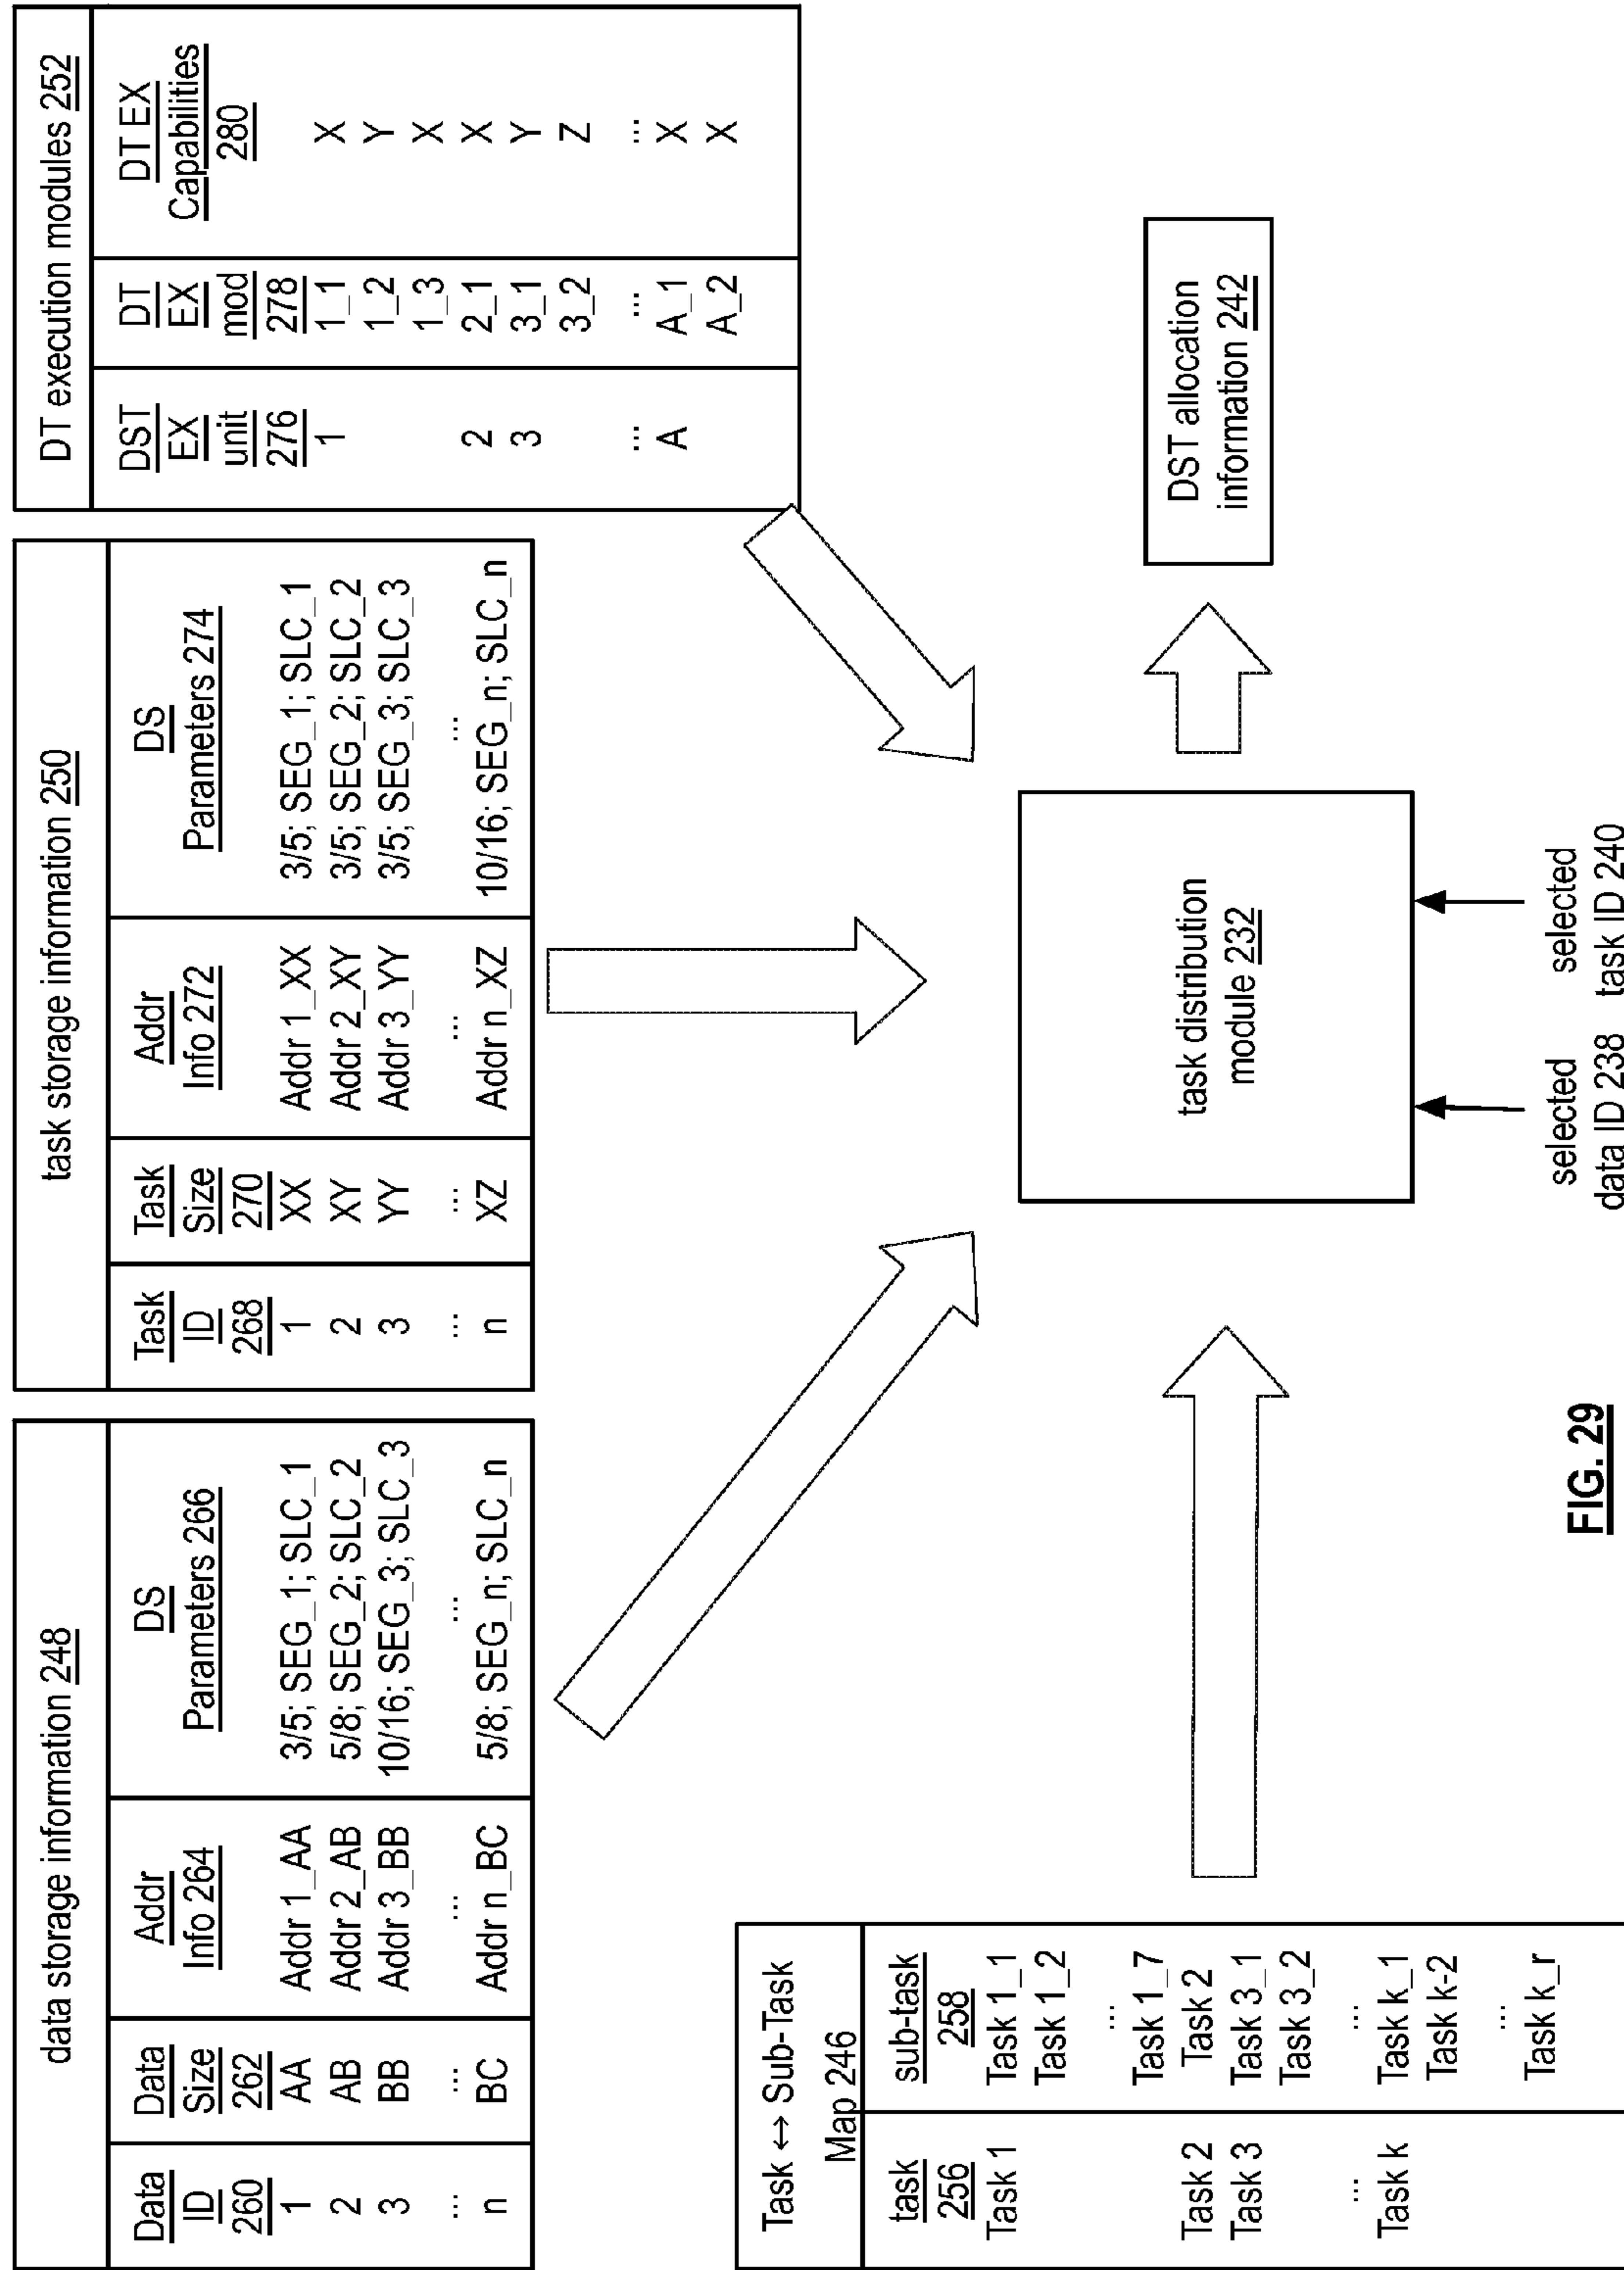 data storage information 248
Data ID 260 Data Size 262 Addr Info 264 DS Parameters 266
1 AA Addr 1_AA 3/5; SEG_1; SLC_1
2 AB Addr 2_AB 5/8; SEG_2; SLC_2
3 BB Addr 3_BB 10/16; SEG_3; SLC_3
... ... ... ...
n BC Addr n_BC 5/8; SEG_n; SLC_n
task storage information 250
Task ID 268 Task Size 270 Addr Info 272 DS Parameters 274
1 XX Addr 1_XX 3/5; SEG_1; SLC_1
2 XY Addr 2_XY 3/5; SEG_2; SLC_2
3 YY Addr 3_YY 3/5; SEG_3; SLC_3
... ... ... ...
n XZ Addr n_XZ 10/16; SEG_n; SLC_n
DT execution modules 252
DST EX unit 276 DT EX mod 278 DT EX Capabilities 280
1 1_1 X
1_2 Y
1_3 X
2 2_1 X
3 3_1 Y
3_2 Z
... ... ...
A A_1 X
A_2 X
Task ↔ Sub-Task
Map 246
task 256 sub-task 258
Task 1 Task 1_1
Task 1_2
...
Task 1_7
Task 2 Task 2
Task 3 Task 3_1
Task 3_2
... ...
Task k Task k_1
Task k-2
...
Task k_r
task distribution
module 232
DST allocation
information 242
selected
data ID 238
selected
task ID 240
FIG. 29